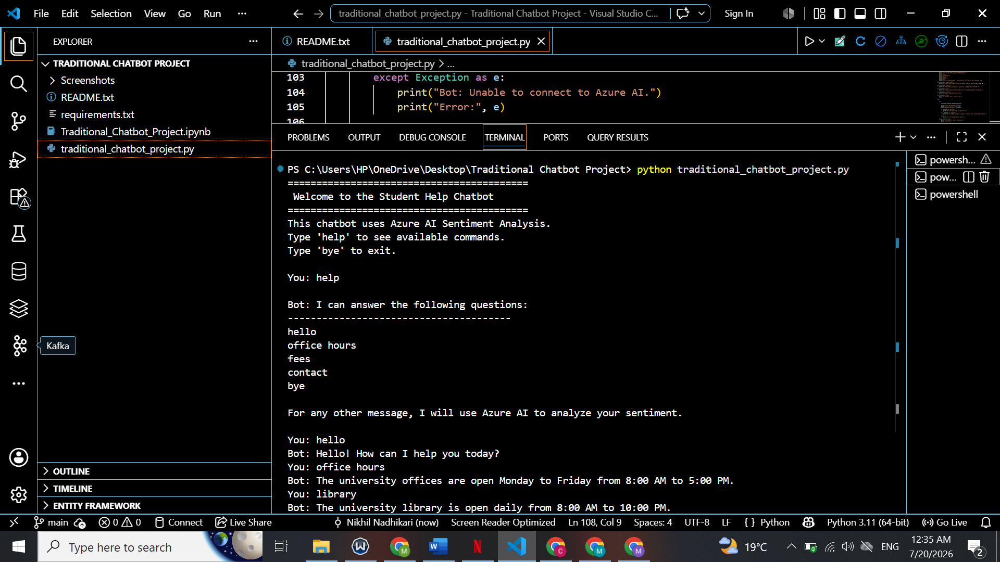 File Edit Selection View Go Run
traditional_chatbot_project.py - Traditional Chatbot Project - Visual Studio C...
Sign In
EXPLORER
TRADITIONAL CHATBOT PROJECT
Screenshots
README.txt
requirements.txt
Traditional_Chatbot_Project.ipynb
traditional_chatbot_project.py
Kafka
OUTLINE
TIMELINE
ENTITY FRAMEWORK
README.txt
traditional_chatbot_project.py
traditional_chatbot_project.py > ...
103 except Exception as e:
104 print("Bot: Unable to connect to Azure AI.")
105 print("Error:", e)
106
PROBLEMS OUTPUT DEBUG CONSOLE TERMINAL PORTS QUERY RESULTS
PS C:\Users\HP\OneDrive\Desktop\Traditional Chatbot Project> python traditional_chatbot_project.py
==========================================
Welcome to the Student Help Chatbot
==========================================
This chatbot uses Azure AI Sentiment Analysis.
Type 'help' to see available commands.
Type 'bye' to exit.
You: help
Bot: I can answer the following questions:
---------------------------------------
hello
office hours
fees
contact
bye
For any other message, I will use Azure AI to analyze your sentiment.
You: hello
Bot: Hello! How can I help you today?
You: office hours
Bot: The university offices are open Monday to Friday from 8:00 AM to 5:00 PM.
You: library
Bot: The university library is open daily from 8:00 AM to 10:00 PM.
powersh...
pow...
powershell
main 0 0 Connect Live Share Nikhil Nadhikari (now) Screen Reader Optimized Ln 108, Col 9 Spaces: 4 UTF-8 LF {} Python Python 3.11 (64-bit) Go Live
Type here to search
19°C
ENG
12:35 AM
7/20/2026
2